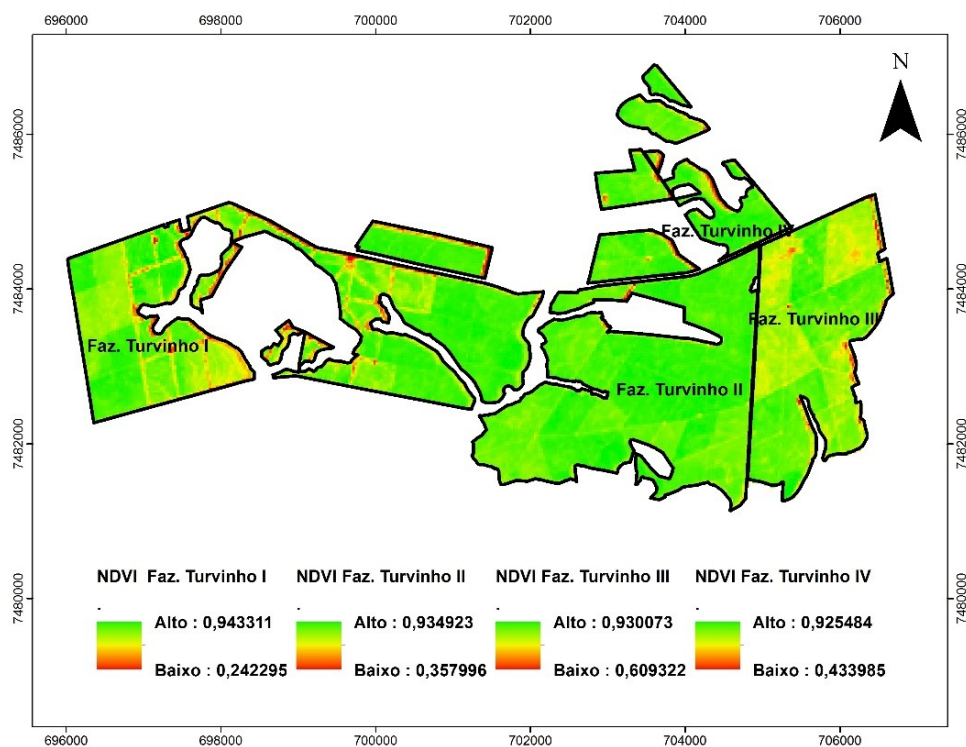 696000 698000 700000 702000 704000 706000
N
7486000 7486000
7484000 7484000
7482000 7482000
7480000 7480000
Faz. Turvinho IV
Faz. Turvinho III
Faz. Turvinho I
Faz. Turvinho II
NDVI Faz. Turvinho I
Alto : 0,943311
Baixo : 0,242295
NDVI Faz. Turvinho II
Alto : 0,934923
Baixo : 0,357996
NDVI Faz. Turvinho III
Alto : 0,930073
Baixo : 0,609322
NDVI Faz. Turvinho IV
Alto : 0,925484
Baixo : 0,433985
696000 698000 700000 702000 704000 706000